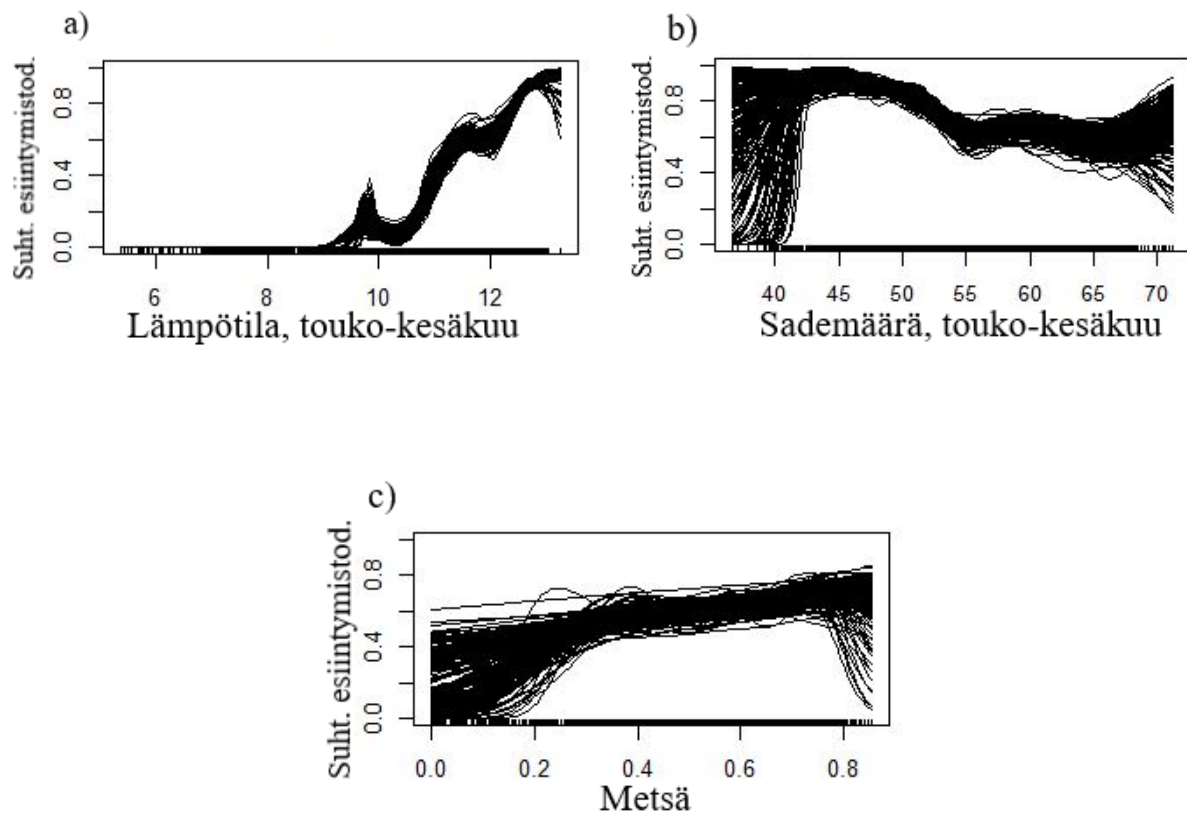 a)
Suht. esiintymistod.
0.0 0.4 0.8
6 8 10 12
Lämpötila, touko-kesäkuu
b)
Suht. esiintymistod.
0.0 0.4 0.8
40 45 50 55 60 65 70
Sademäärä, touko-kesäkuu
c)
Suht. esiintymistod.
0.0 0.4 0.8
0.0 0.2 0.4 0.6 0.8
Metsä